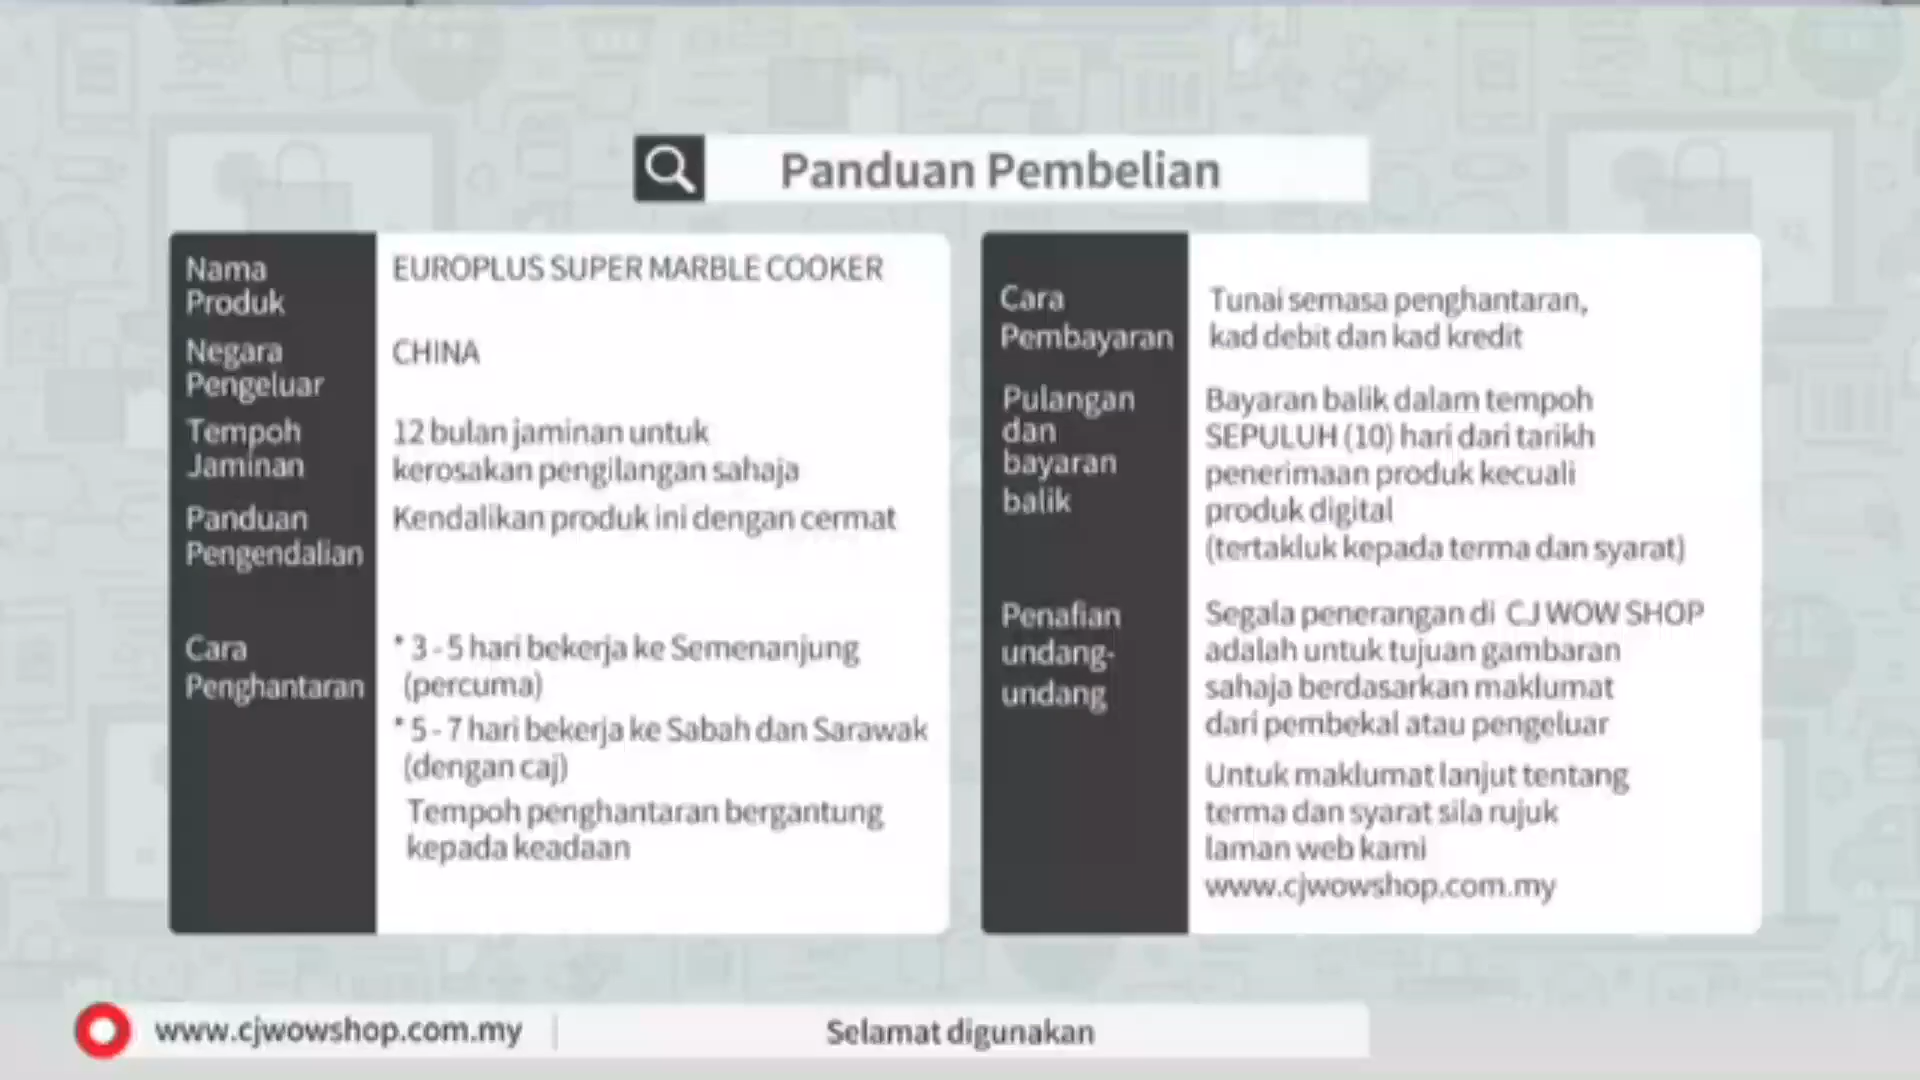 Panduan Pembelian
Nama
Produk
EUROPLUS SUPER MARBLE COOKER
Negara
Pengeluar
CHINA
Tempoh
Jaminan
12 bulan jaminan untuk
kerosakan pengilangan sahaja
Panduan
Pengendalian
Kendalikan produk ini dengan cermat
Cara
Penghantaran
* 3 - 5 hari bekerja ke Semenanjung
(percuma)
* 5 - 7 hari bekerja ke Sabah dan Sarawak
(dengan caj)
Tempoh penghantaran bergantung
kepada keadaan
Cara
Pembayaran
Tunai semasa penghantaran,
kad debit dan kad kredit
Pulangan
dan
bayaran
balik
Bayaran balik dalam tempoh
SEPULUH (10) hari dari tarikh
penerimaan produk kecuali
produk digital
(tertakluk kepada terma dan syarat)
Penafian
undang-
undang
Segala penerangan di CJ WOW SHOP
adalah untuk tujuan gambaran
sahaja berdasarkan maklumat
dari pembekal atau pengeluar
Untuk maklumat lanjut tentang
terma dan syarat sila rujuk
laman web kami
www.cjwowshop.com.my
www.cjwowshop.com.my
Selamat digunakan